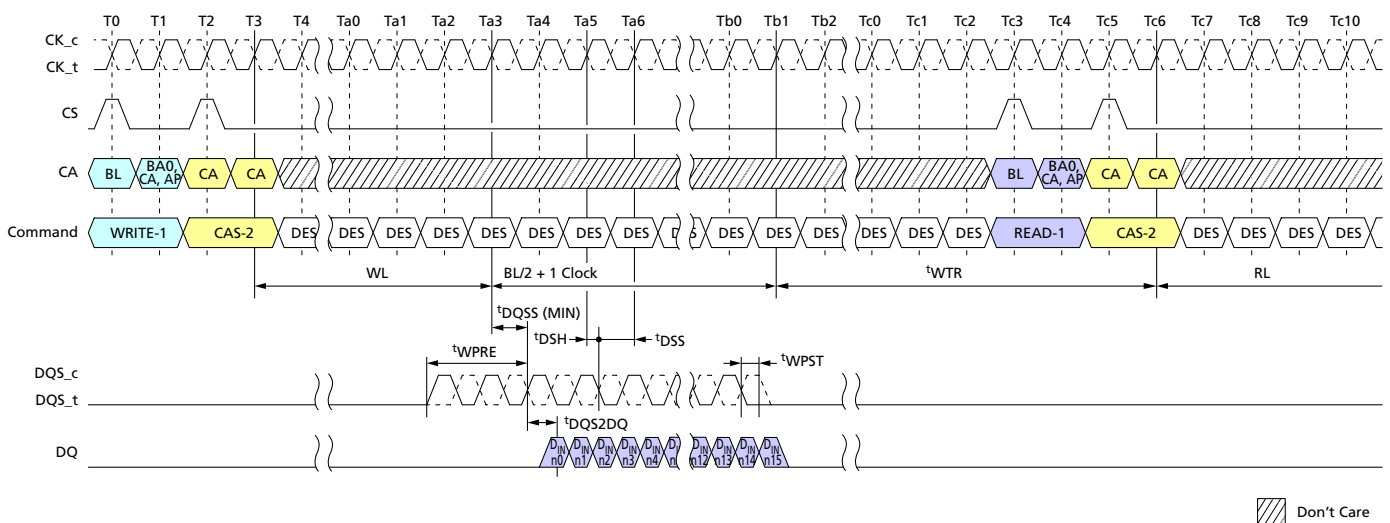 T0 T1 T2 T3 T4 Ta0 Ta1 Ta2 Ta3 Ta4 Ta5 Ta6 Tb0 Tb1 Tb2 Tc0 Tc1 Tc2 Tc3 Tc4 Tc5 Tc6 Tc7 Tc8 Tc9 Tc10
CK_c
CK_t
CS
CA BL BA0, CA, AP CA CA BL BA0, CA, AP CA CA
Command WRITE-1 CAS-2 DES DES DES DES DES DES DES DES DES DES DES DES DES DES DES READ-1 CAS-2 DES DES DES DES
WL BL/2 + 1 Clock tWTR RL
tDQSS (MIN)
tDSH tDSS
tWPRE tWPST
DQS_c
DQS_t
tDQS2DQ
DQ DIN n0 DIN n1 DIN n2 DIN n3 DIN n4 DIN n12 DIN n13 DIN n14 DIN n15
Don't Care